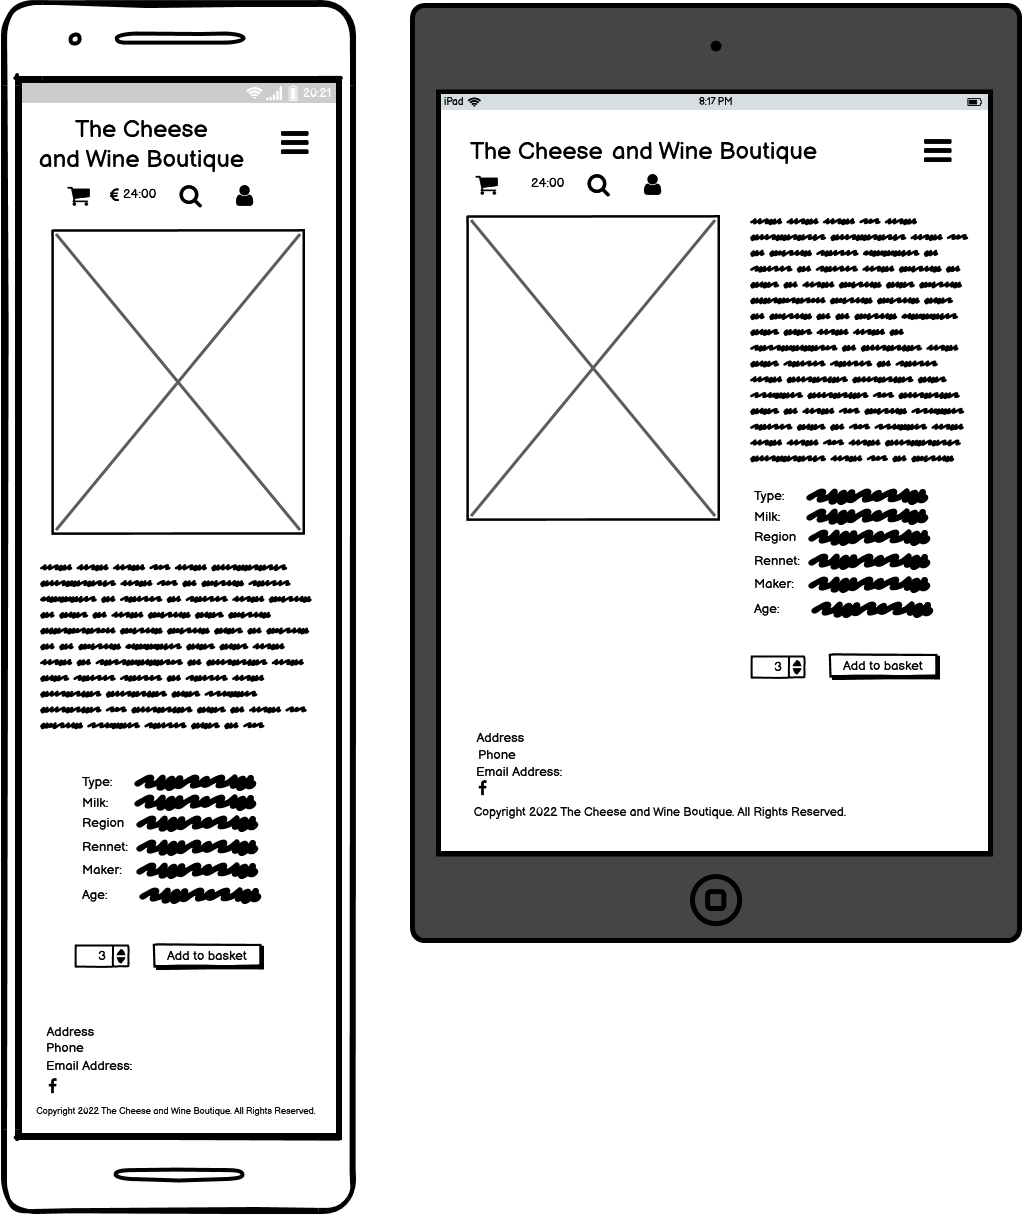 20:21
The Cheese
and Wine Boutique
€ 24:00
Type:
Milk:
Region
Rennet:
Maker:
Age:
3
Add to basket
Address
Phone
Email Address:
f
Copyright 2022 The Cheese and Wine Boutique. All Rights Reserved.
iPad
8:17 PM
The Cheese and Wine Boutique
24:00
Type:
Milk:
Region
Rennet:
Maker:
Age:
3
Add to basket
Address
Phone
Email Address:
f
Copyright 2022 The Cheese and Wine Boutique. All Rights Reserved.